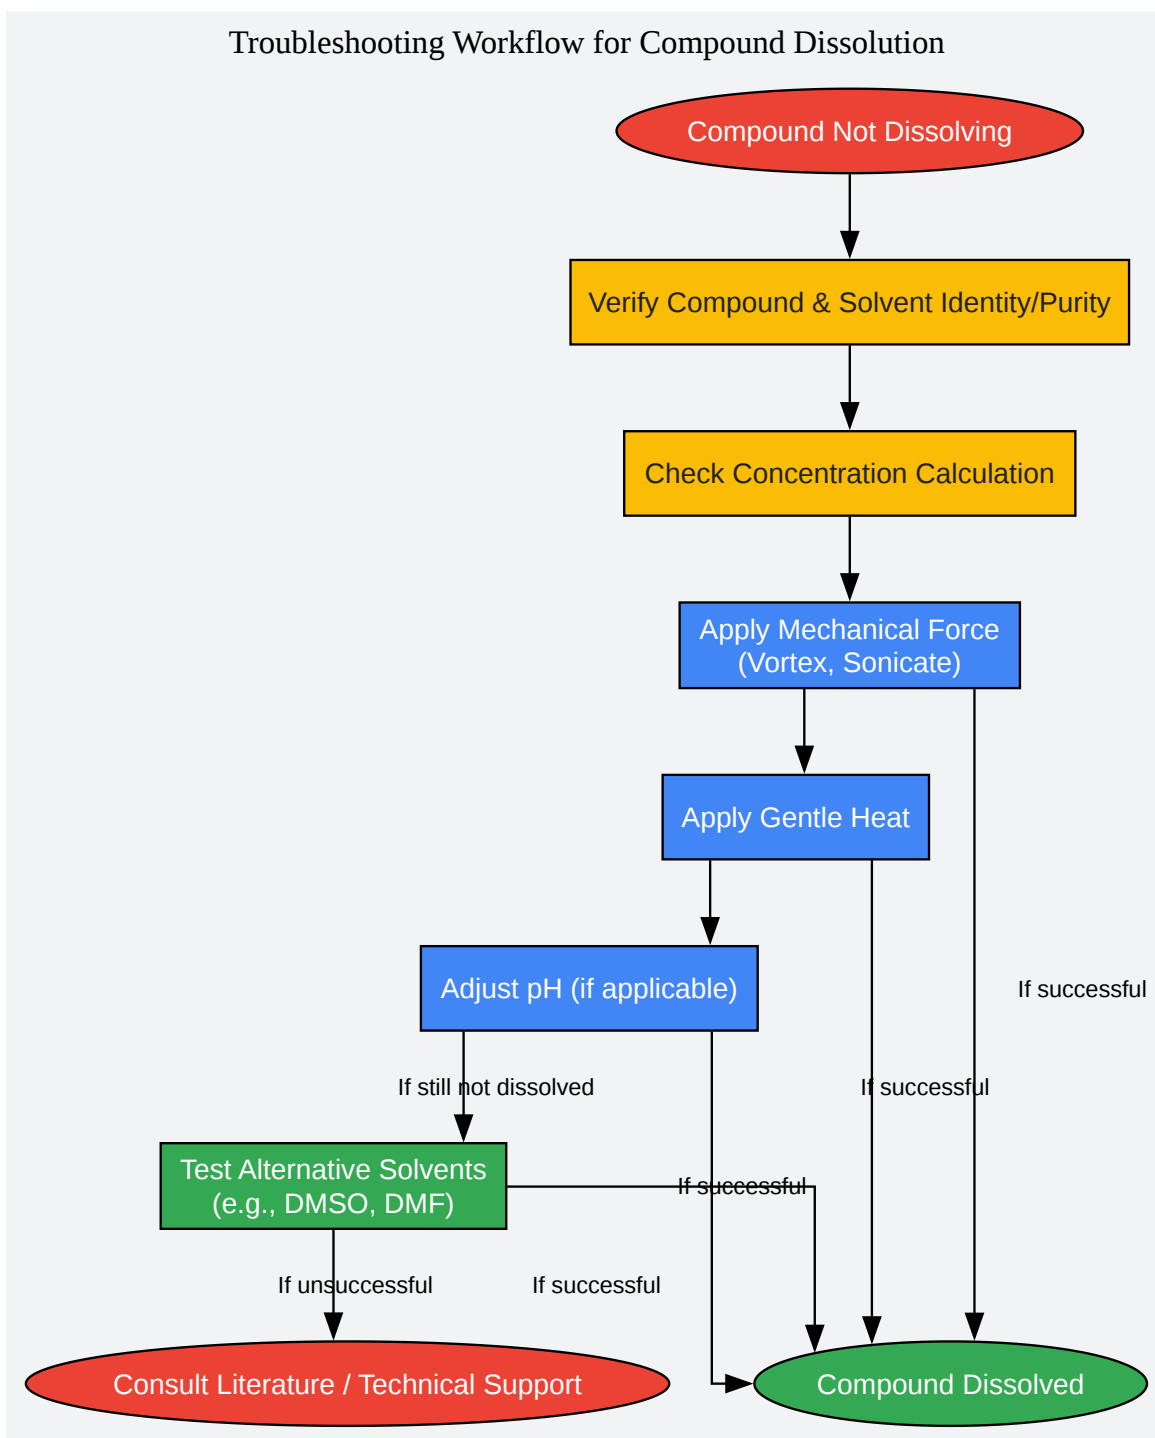 Troubleshooting Workflow for Compound Dissolution
Compound Not Dissolving
Verify Compound & Solvent Identity/Purity
Check Concentration Calculation
Apply Mechanical Force
(Vortex, Sonicate)
Apply Gentle Heat
Adjust pH (if applicable)
If successful
If still not dissolved
If successful
Test Alternative Solvents
(e.g., DMSO, DMF)
If successful
If unsuccessful
If successful
Consult Literature / Technical Support
Compound Dissolved